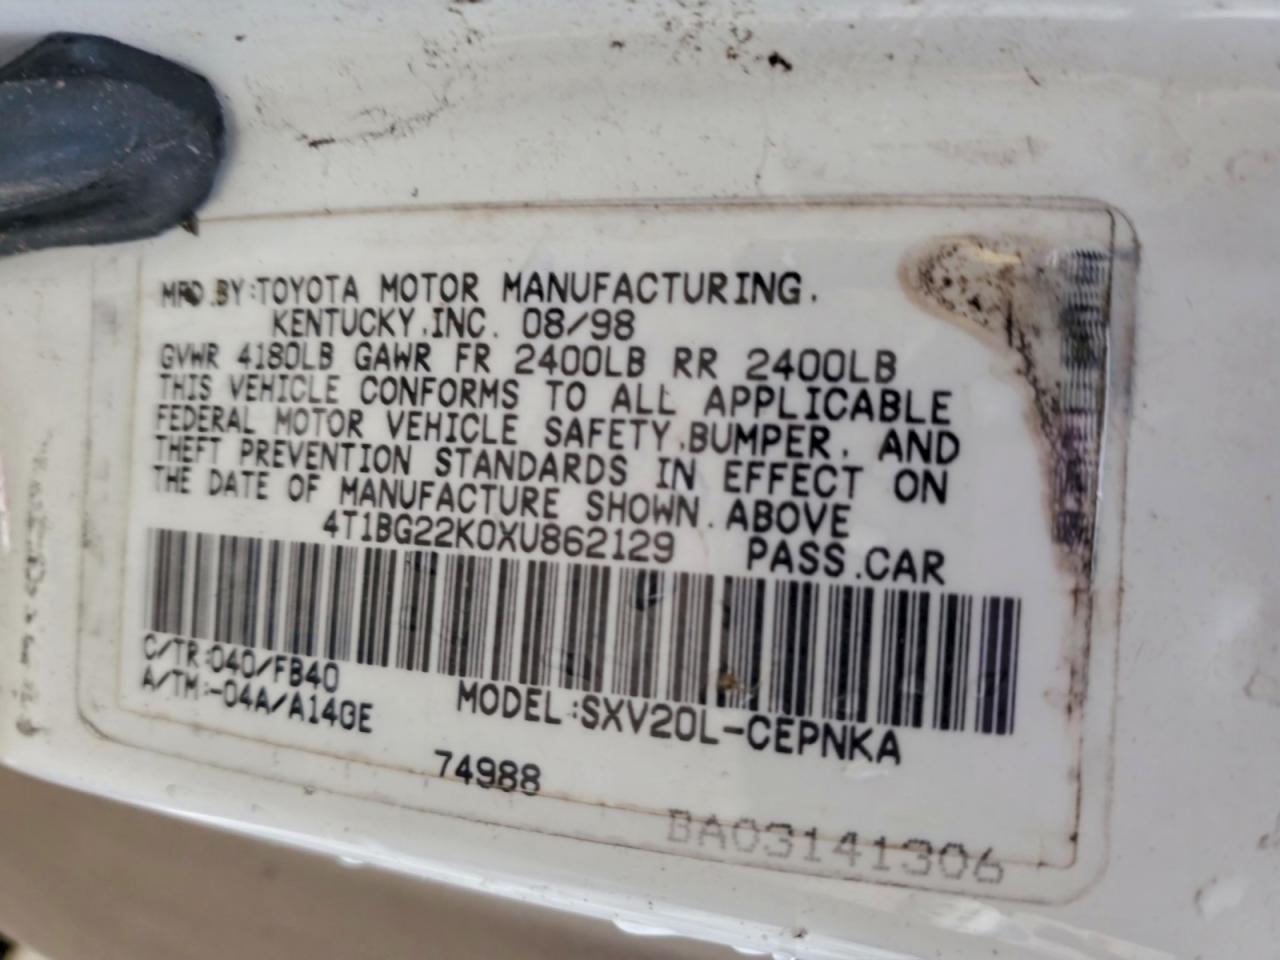 MFD.BY:TOYOTA MOTOR MANUFACTURING.
KENTUCKY.INC. 08/98
GVWR 4180LB GAWR FR 2400LB RR 2400LB
THIS VEHICLE CONFORMS TO ALL APPLICABLE
FEDERAL MOTOR VEHICLE SAFETY.BUMPER. AND
THEFT PREVENTION STANDARDS IN EFFECT ON
THE DATE OF MANUFACTURE SHOWN.ABOVE
4T1BG22K0XU862129 PASS.CAR
C/TR:040/FB40
A/TM:-04A/A140E
MODEL:SXV20L-CEPNKA
74988
BA03141306